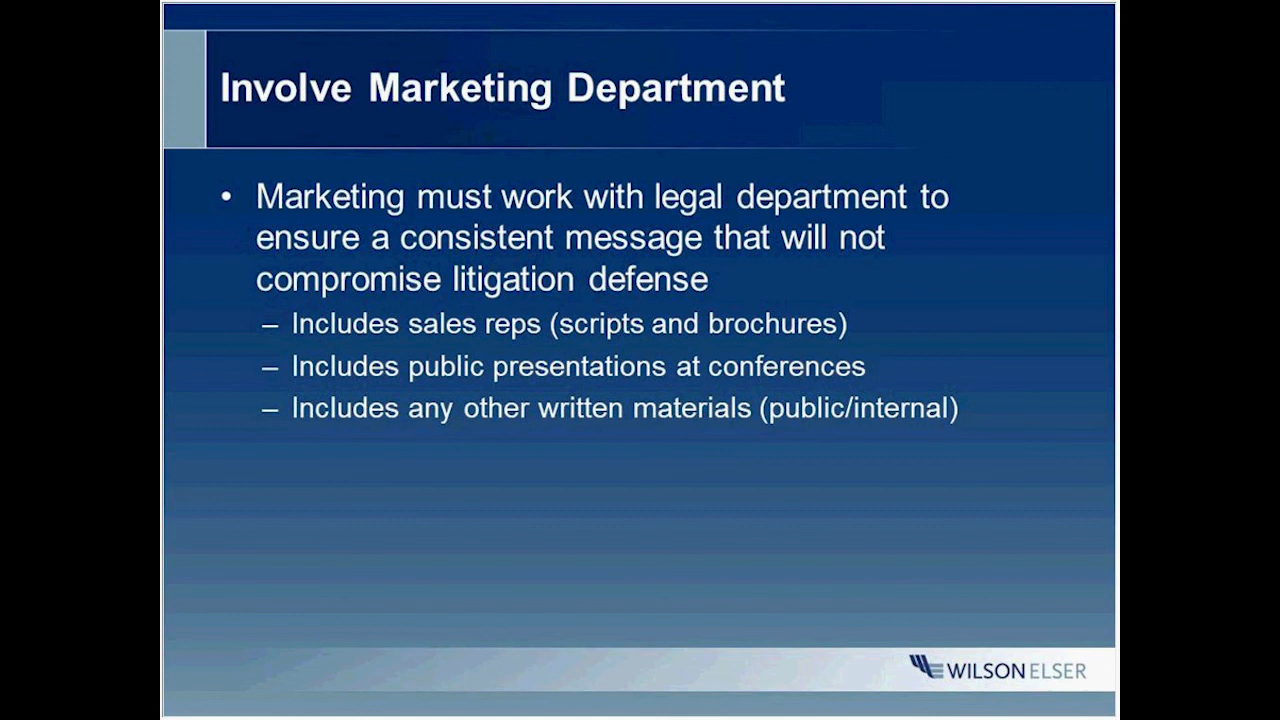 Involve Marketing Department
• Marketing must work with legal department to
ensure a consistent message that will not
compromise litigation defense
– Includes sales reps (scripts and brochures)
– Includes public presentations at conferences
– Includes any other written materials (public/internal)
WILSON ELSER